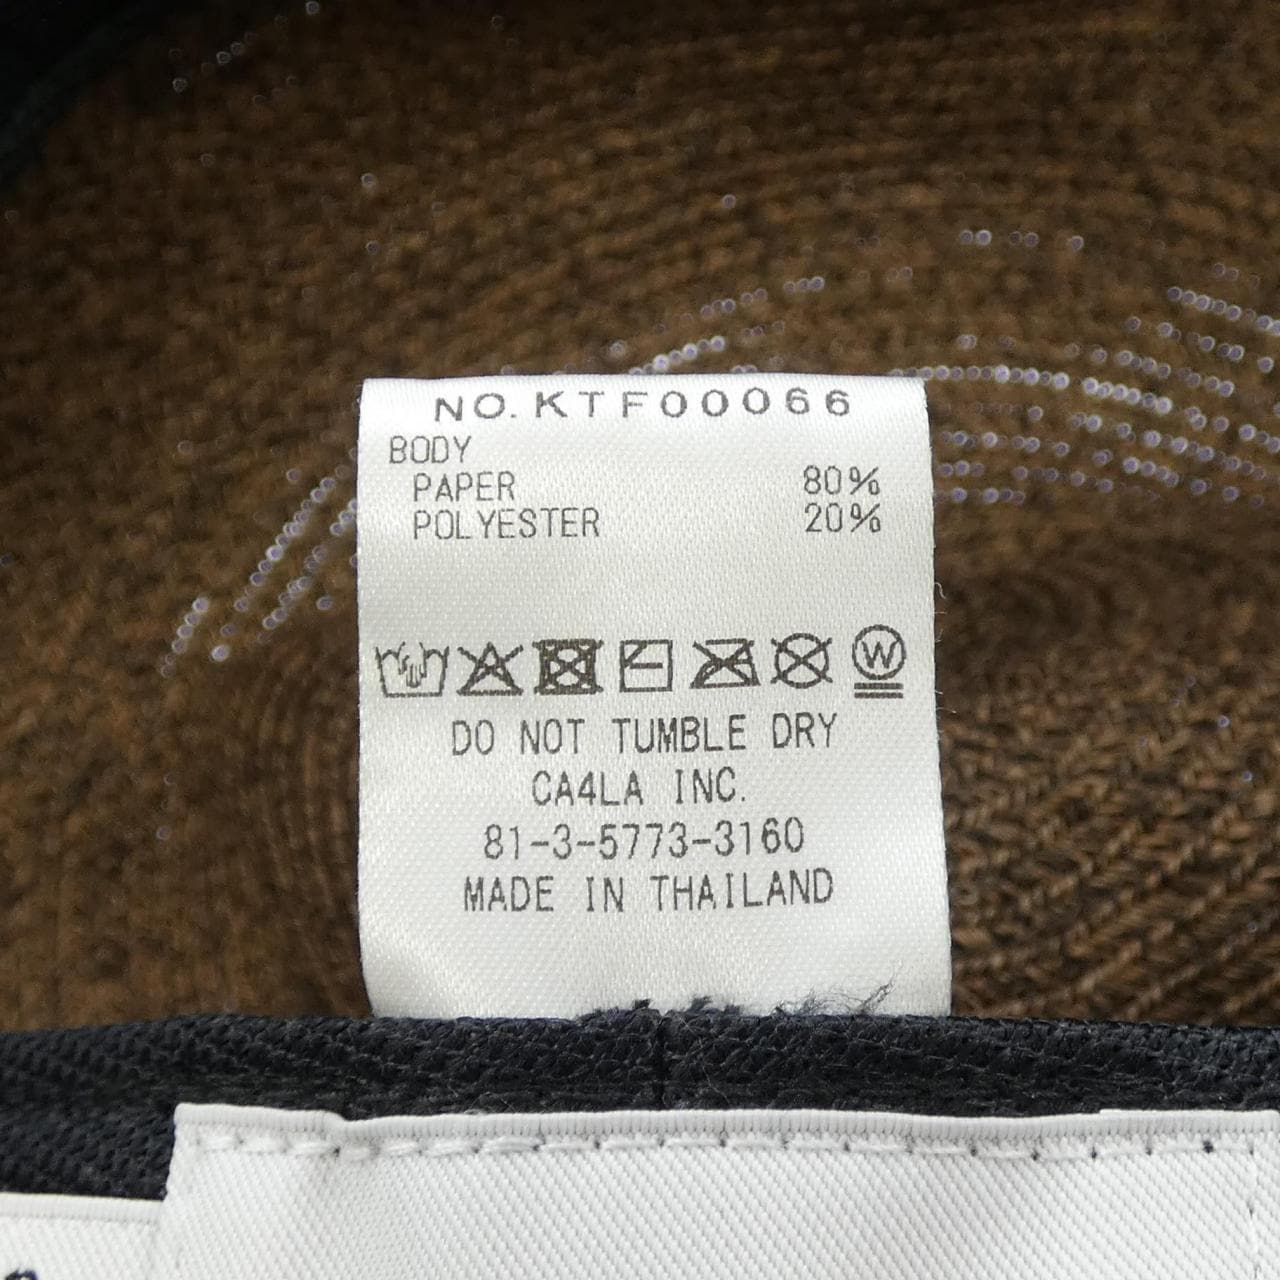 NO. KTF00066
BODY
PAPER 80%
POLYESTER 20%
W
DO NOT TUMBLE DRY
CA4LA INC.
81-3-5773-3160
MADE IN THAILAND